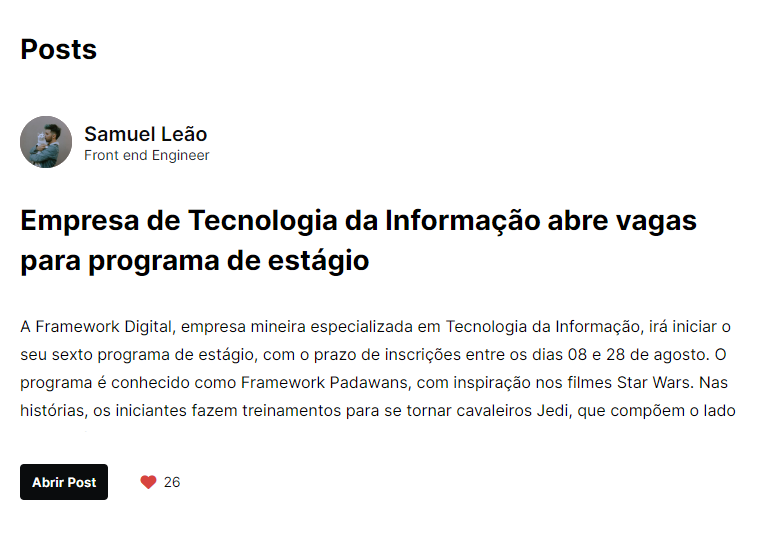 Posts
Samuel Leão
Front end Engineer
Empresa de Tecnologia da Informação abre vagas
para programa de estágio
A Framework Digital, empresa mineira especializada em Tecnologia da Informação, irá iniciar o
seu sexto programa de estágio, com o prazo de inscrições entre os dias 08 e 28 de agosto. O
programa é conhecido como Framework Padawans, com inspiração nos filmes Star Wars. Nas
histórias, os iniciantes fazem treinamentos para se tornar cavaleiros Jedi, que compõem o lado
Abrir Post
26